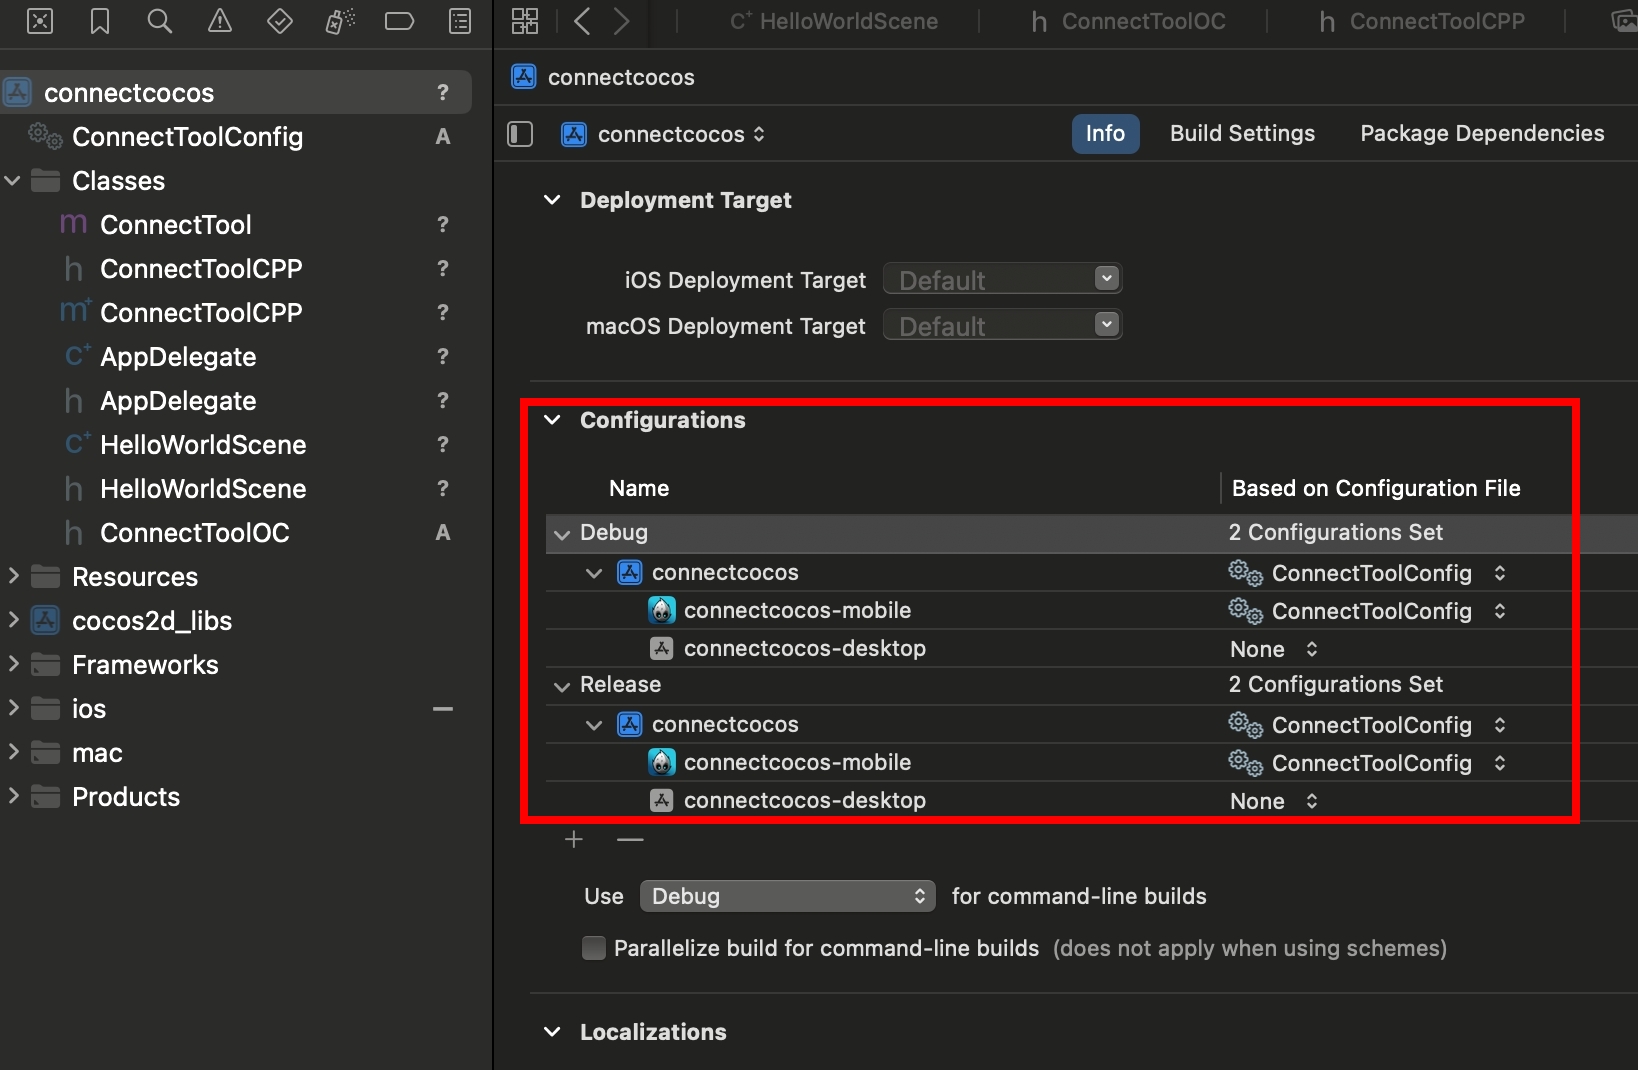 HelloWorldScene
ConnectToolOC
ConnectToolCPP
connectcocos ?
ConnectToolConfig A
Classes
ConnectTool ?
ConnectToolCPP ?
ConnectToolCPP ?
AppDelegate ?
AppDelegate ?
HelloWorldScene ?
HelloWorldScene ?
ConnectToolOC A
Resources
cocos2d_libs
Frameworks
ios
mac
Products
connectcocos
connectcocos
Info Build Settings Package Dependencies
Deployment Target
iOS Deployment Target Default
macOS Deployment Target Default
Configurations
Name Based on Configuration File
Debug 2 Configurations Set
connectcocos ConnectToolConfig
connectcocos-mobile ConnectToolConfig
connectcocos-desktop None
Release 2 Configurations Set
connectcocos ConnectToolConfig
connectcocos-mobile ConnectToolConfig
connectcocos-desktop None
Use Debug for command-line builds
Parallelize build for command-line builds (does not apply when using schemes)
Localizations